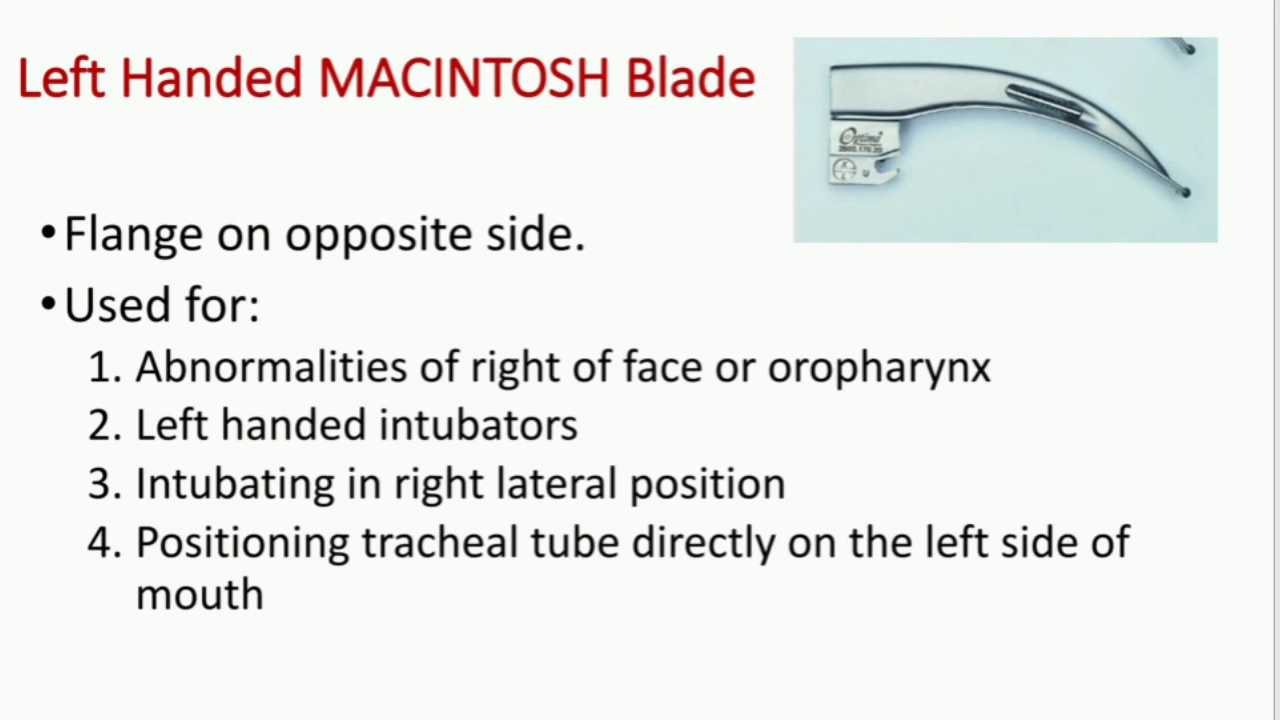 Left Handed MACINTOSH Blade
Optima
•Flange on opposite side.
•Used for:
1. Abnormalities of right of face or oropharynx
2. Left handed intubators
3. Intubating in right lateral position
4. Positioning tracheal tube directly on the left side of
mouth